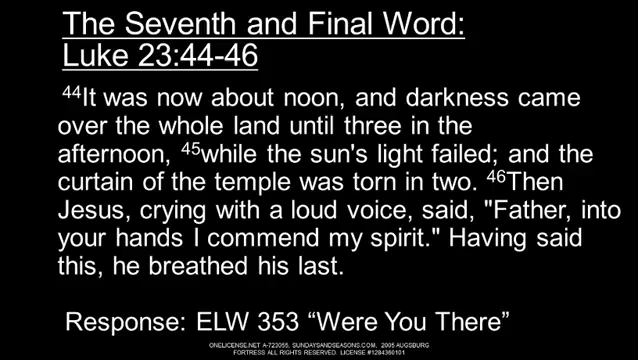 The Seventh and Final Word:
Luke 23:44-46
44It was now about noon, and darkness came
over the whole land until three in the
afternoon, 45while the sun's light failed; and the
curtain of the temple was torn in two. 46Then
Jesus, crying with a loud voice, said, "Father, into
your hands I commend my spirit." Having said
this, he breathed his last.
Response: ELW 353 “Were You There”
ONELICENSE.NET A-723055, SUNDAYSANDSEASONS.COM, 2005 AUGSBURG
FORTRESS ALL RIGHTS RESERVED. LICENSE #1284360101